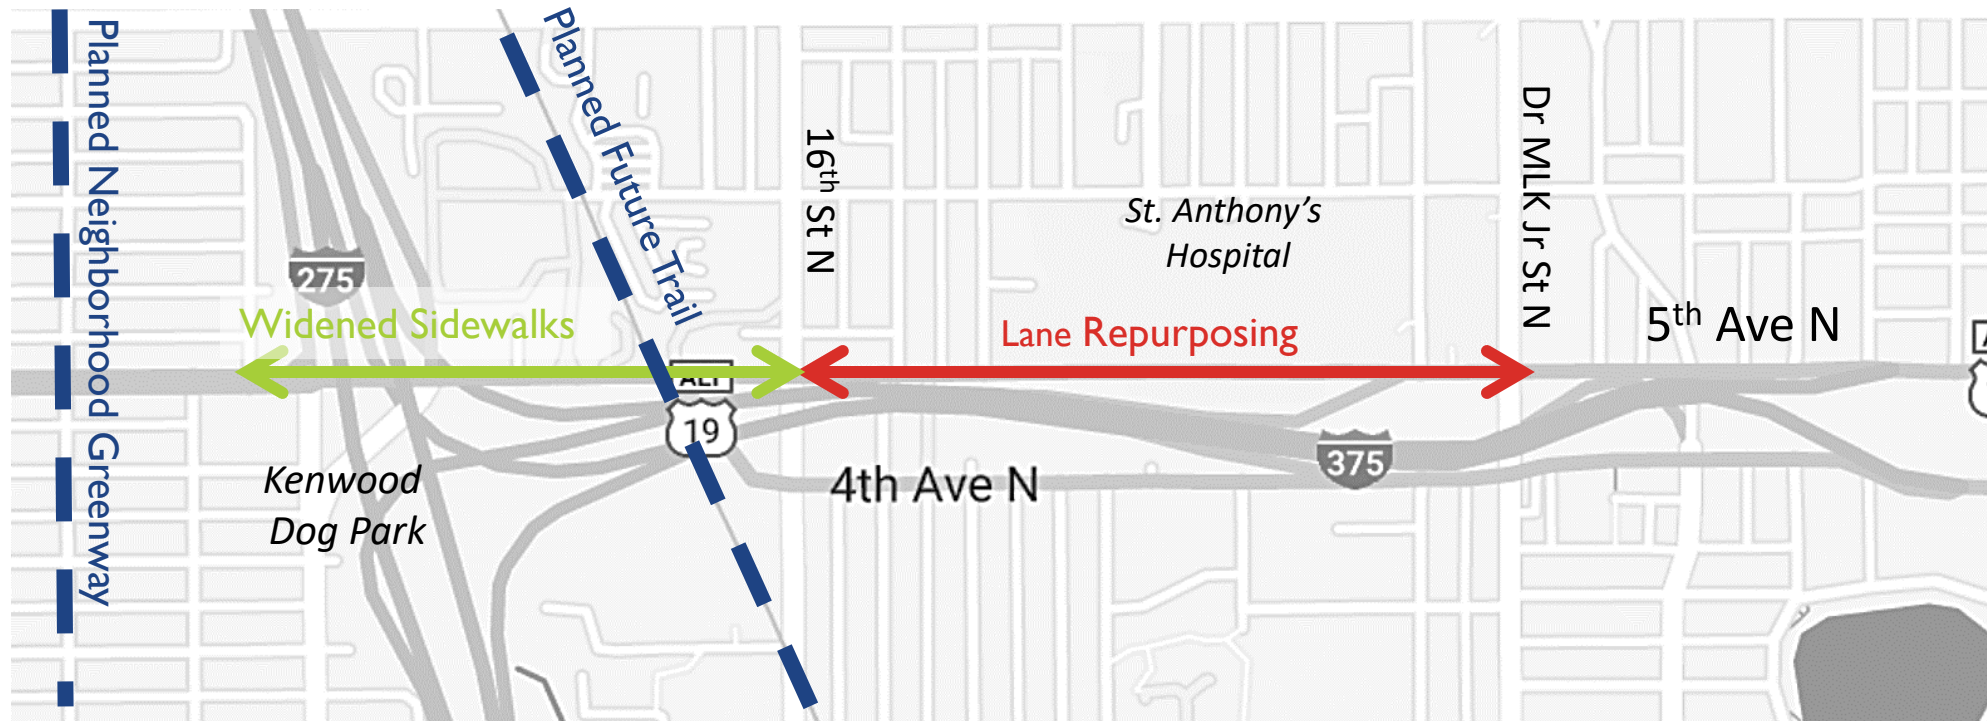 Planned Neighborhood Greenway
Planned Future Trail
16th St N
Dr MLK Jr St N
St. Anthony's
Hospital
275
Widened Sidewalks
Lane Repurposing
5th Ave N
ALT
19
375
4th Ave N
Kenwood
Dog Park